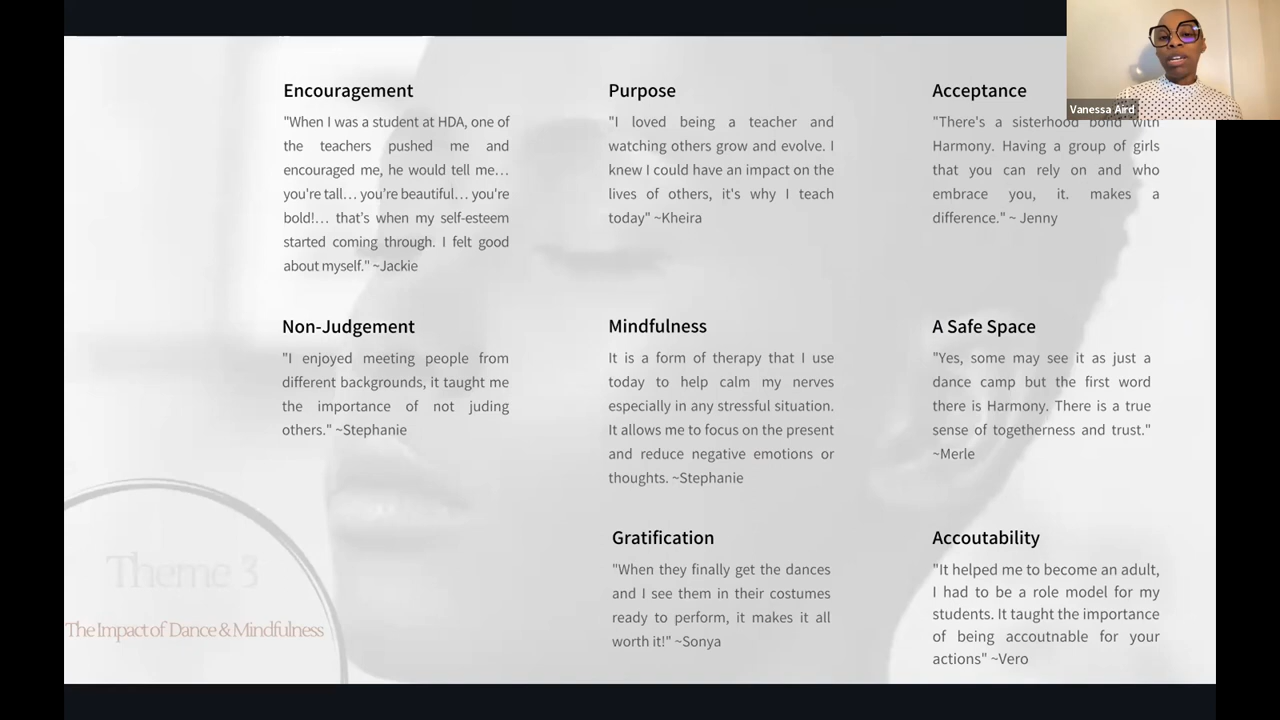 Vanessa Aird
Encouragement
"When I was a student at HDA, one of
the teachers pushed me and
encouraged me, he would tell me…
you're tall… you're beautiful… you're
bold!… that's when my self-esteem
started coming through. I felt good
about myself." ~Jackie
Purpose
"I loved being a teacher and
watching others grow and evolve. I
knew I could have an impact on the
lives of others, it's why I teach
today" ~Kheira
Acceptance
"There's a sisterhood bond with
Harmony. Having a group of girls
that you can rely on and who
embrace you, it. makes a
difference." ~ Jenny
Non-Judgement
"I enjoyed meeting people from
different backgrounds, it taught me
the importance of not juding
others." ~Stephanie
Mindfulness
It is a form of therapy that I use
today to help calm my nerves
especially in any stressful situation.
It allows me to focus on the present
and reduce negative emotions or
thoughts. ~Stephanie
A Safe Space
"Yes, some may see it as just a
dance camp but the first word
there is Harmony. There is a true
sense of togetherness and trust."
~Merle
Gratification
"When they finally get the dances
and I see them in their costumes
ready to perform, it makes it all
worth it!" ~Sonya
Accoutability
"It helped me to become an adult,
I had to be a role model for my
students. It taught the importance
of being accoutnable for your
actions" ~Vero
Theme 3
The Impact of Dance & Mindfulness